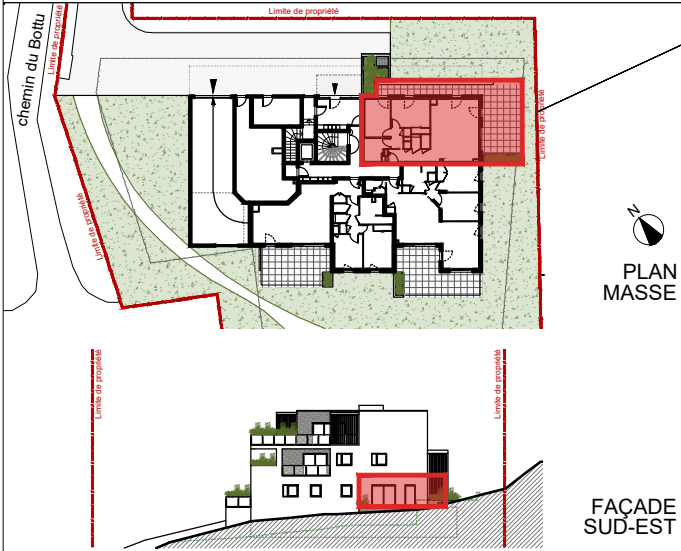 Limite de propriété
Limite de propriété
chemin du Bottu
Limite de propriété
Limite de propriété
N
PLAN
MASSE
Limite de propriété
Limite de propriété
FAÇADE
SUD-EST